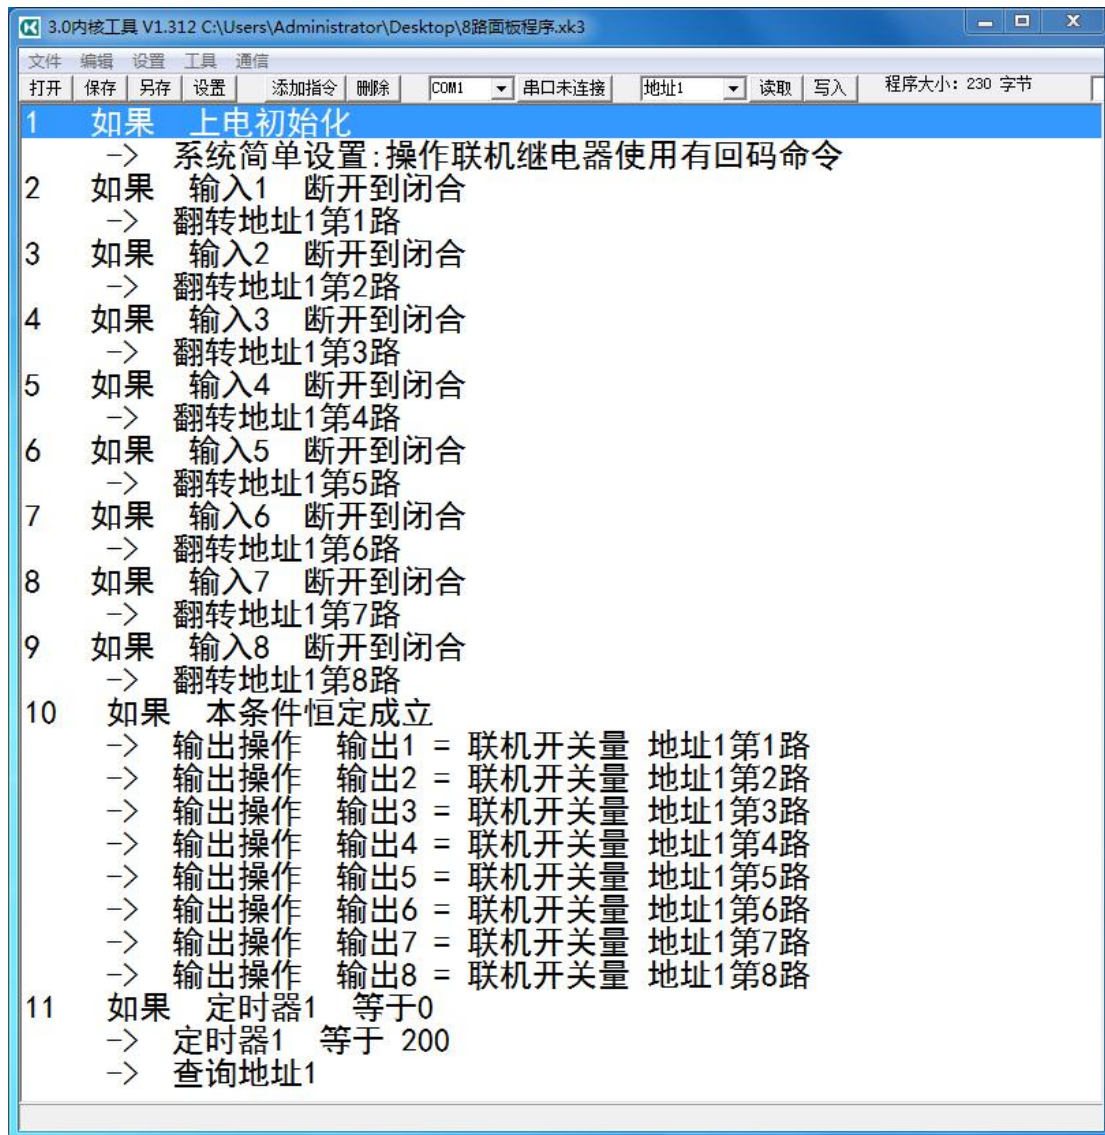 3.0内核工具 V1.312 C:\Users\Administrator\Desktop\8路面板程序.xk3
文件 编辑 设置 工具 通信
打开 保存 另存 设置 添加指令 删除 COM1 串口未连接 地址1 读取 写入 程序大小: 230 字节
1 如果 上电初始化
-> 系统简单设置:操作联机继电器使用有回码命令
2 如果 输入1 断开到闭合
-> 翻转地址1第1路
3 如果 输入2 断开到闭合
-> 翻转地址1第2路
4 如果 输入3 断开到闭合
-> 翻转地址1第3路
5 如果 输入4 断开到闭合
-> 翻转地址1第4路
6 如果 输入5 断开到闭合
-> 翻转地址1第5路
7 如果 输入6 断开到闭合
-> 翻转地址1第6路
8 如果 输入7 断开到闭合
-> 翻转地址1第7路
9 如果 输入8 断开到闭合
-> 翻转地址1第8路
10 如果 本条件恒定成立
-> 输出操作 输出1 = 联机开关量 地址1第1路
-> 输出操作 输出2 = 联机开关量 地址1第2路
-> 输出操作 输出3 = 联机开关量 地址1第3路
-> 输出操作 输出4 = 联机开关量 地址1第4路
-> 输出操作 输出5 = 联机开关量 地址1第5路
-> 输出操作 输出6 = 联机开关量 地址1第6路
-> 输出操作 输出7 = 联机开关量 地址1第7路
-> 输出操作 输出8 = 联机开关量 地址1第8路
11 如果 定时器1 等于0
-> 定时器1 等于 200
-> 查询地址1